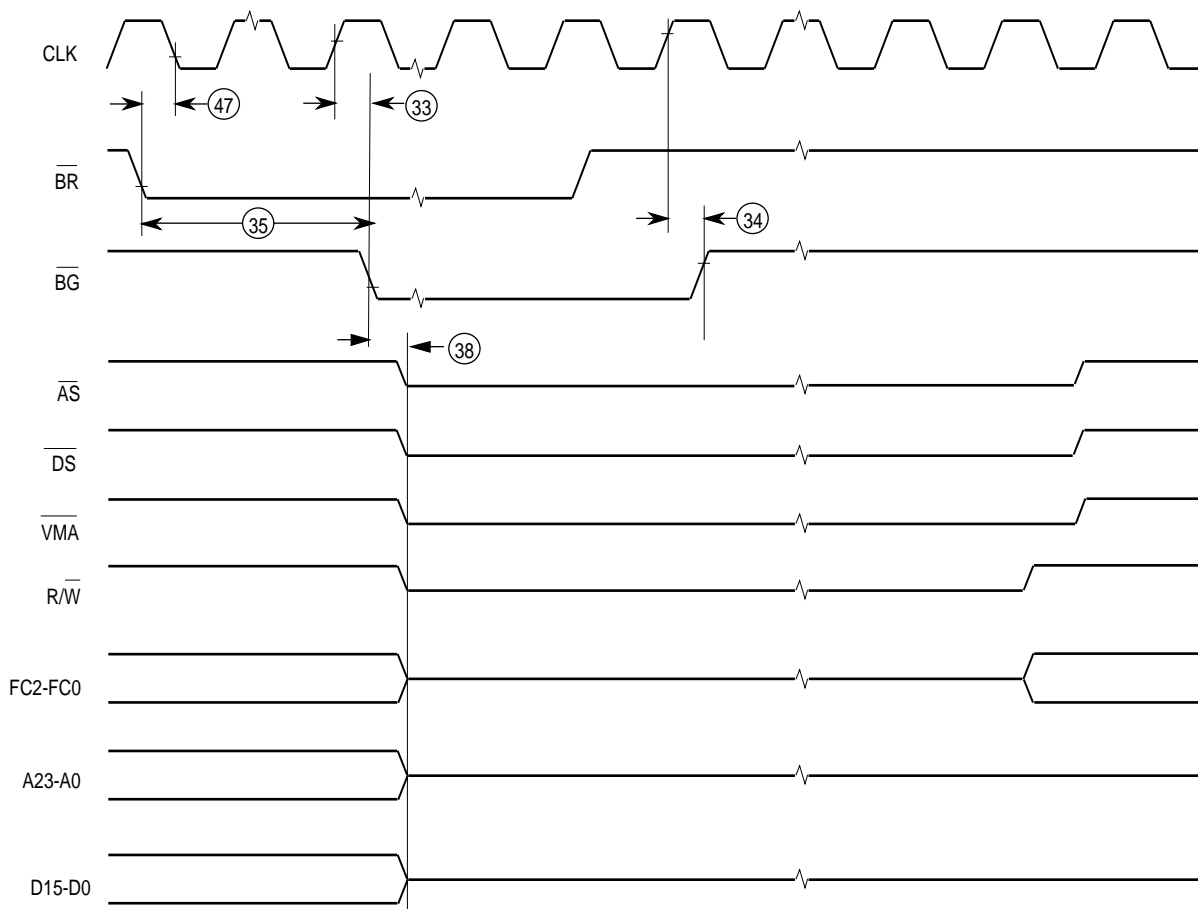 CLK
47
33
BR
35
34
BG
38
AS
DS
VMA
R/W
FC2-FC0
A23-A0
D15-D0